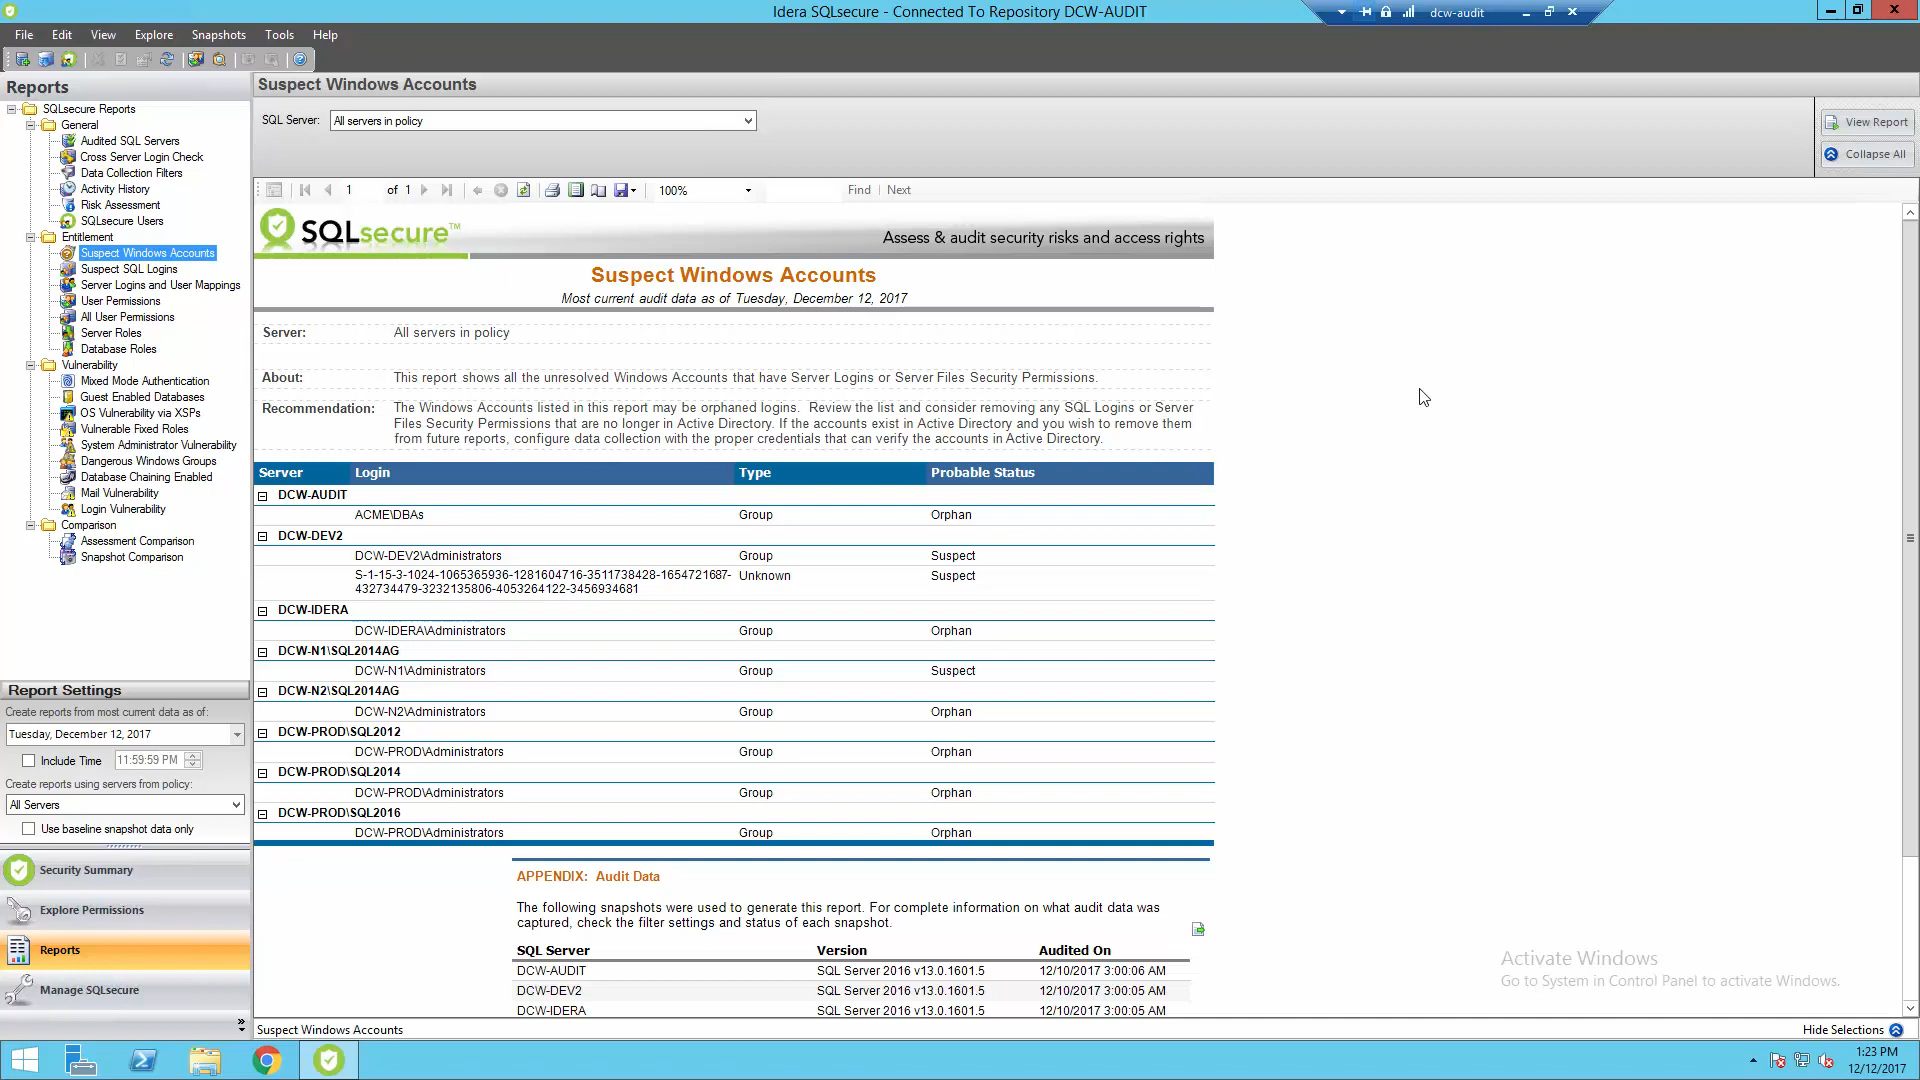 Idera SQLsecure - Connected To Repository DCW-AUDIT
dcw-audit
File Edit View Explore Snapshots Tools Help
Reports
SQLsecure Reports
General
Audited SQL Servers
Cross Server Login Check
Data Collection Filters
Activity History
Risk Assessment
SQLsecure Users
Entitlement
Suspect Windows Accounts
Suspect SQL Logins
Server Logins and User Mappings
User Permissions
All User Permissions
Server Roles
Database Roles
Vulnerability
Mixed Mode Authentication
Guest Enabled Databases
OS Vulnerability via XSPs
Vulnerable Fixed Roles
System Administrator Vulnerability
Dangerous Windows Groups
Database Chaining Enabled
Mail Vulnerability
Login Vulnerability
Comparison
Assessment Comparison
Snapshot Comparison
Report Settings
Create reports from most current data as of:
Tuesday, December 12, 2017
Include Time 11:59:59 PM
Create reports using servers from policy:
All Servers
Use baseline snapshot data only
Security Summary
Explore Permissions
Reports
Manage SQLsecure
Suspect Windows Accounts
SQL Server: All servers in policy
View Report
Collapse All
1 of 1 100% Find | Next
SQLsecure™
Assess & audit security risks and access rights
Suspect Windows Accounts
Most current audit data as of Tuesday, December 12, 2017
Server: All servers in policy
About: This report shows all the unresolved Windows Accounts that have Server Logins or Server Files Security Permissions.
Recommendation: The Windows Accounts listed in this report may be orphaned logins. Review the list and consider removing any SQL Logins or Server
Files Security Permissions that are no longer in Active Directory. If the accounts exist in Active Directory and you wish to remove them
from future reports, configure data collection with the proper credentials that can verify the accounts in Active Directory.
Server Login Type Probable Status
DCW-AUDIT
ACME\DBAs Group Orphan
DCW-DEV2
DCW-DEV2\Administrators Group Suspect
S-1-15-3-1024-1065365936-1281604716-3511738428-1654721687- Unknown Suspect
432734479-3232135806-4053264122-3456934681
DCW-IDERA
DCW-IDERA\Administrators Group Orphan
DCW-N1\SQL2014AG
DCW-N1\Administrators Group Suspect
DCW-N2\SQL2014AG
DCW-N2\Administrators Group Orphan
DCW-PROD\SQL2012
DCW-PROD\Administrators Group Orphan
DCW-PROD\SQL2014
DCW-PROD\Administrators Group Orphan
DCW-PROD\SQL2016
DCW-PROD\Administrators Group Orphan
APPENDIX: Audit Data
The following snapshots were used to generate this report. For complete information on what audit data was
captured, check the filter settings and status of each snapshot.
SQL Server Version Audited On
DCW-AUDIT SQL Server 2016 v13.0.1601.5 12/10/2017 3:00:06 AM
DCW-DEV2 SQL Server 2016 v13.0.1601.5 12/10/2017 3:00:05 AM
DCW-IDERA SQL Server 2016 v13.0.1601.5 12/10/2017 3:00:05 AM
Activate Windows
Go to System in Control Panel to activate Windows.
Suspect Windows Accounts
Hide Selections
1:23 PM
12/12/2017